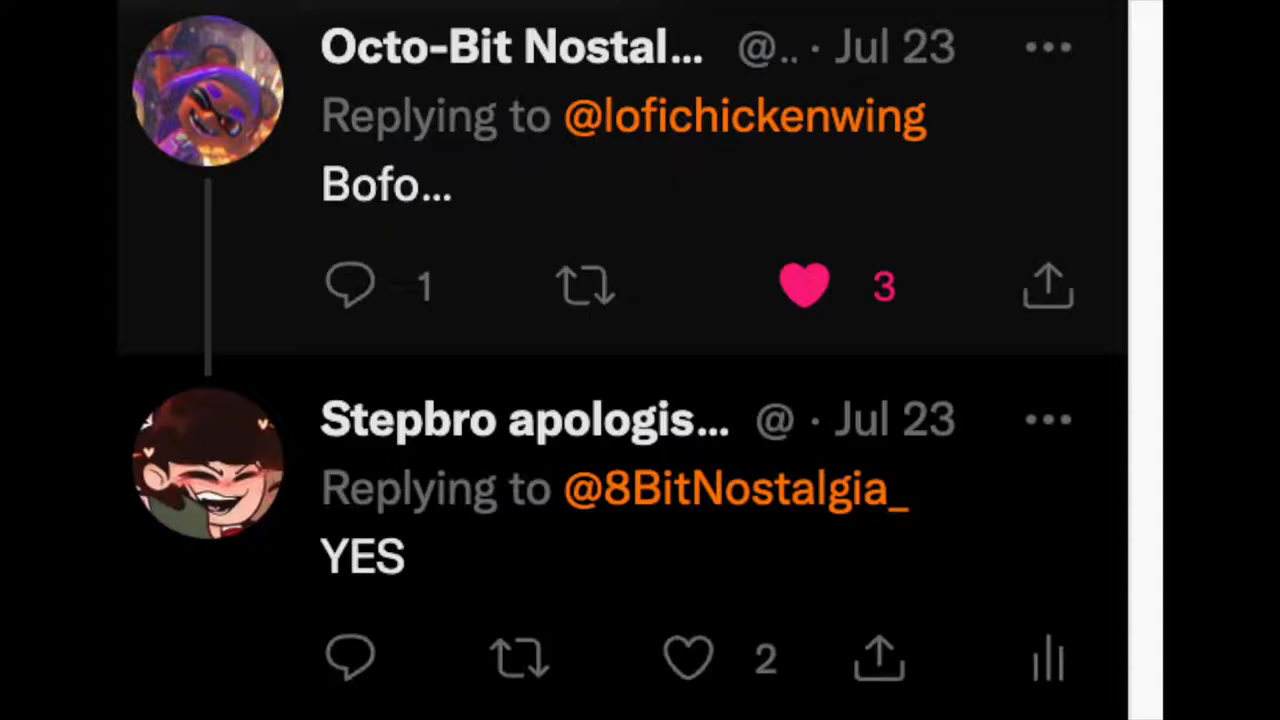 Octo-Bit Nostal... @.. · Jul 23
Replying to @lofichickenwing
Bofo...
1 3
Stepbro apologis... @ · Jul 23
Replying to @8BitNostalgia_
YES
2